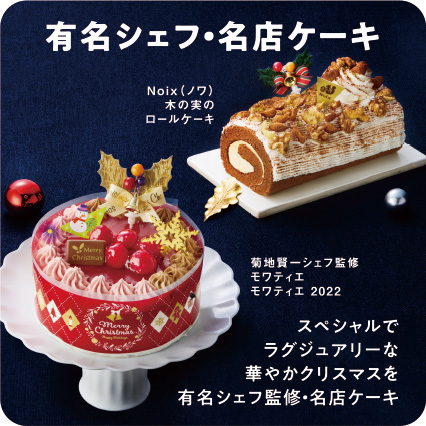 有名シェフ・名店ケーキ
Noix(ノワ)
木の実の
ロールケーキ
Merry
Christmas
Merry
Christmas
菊地賢一シェフ監修
モワティエ
モワティエ 2022
スペシャルで
ラグジュアリーな
華やかクリスマスを
有名シェフ監修・名店ケーキ